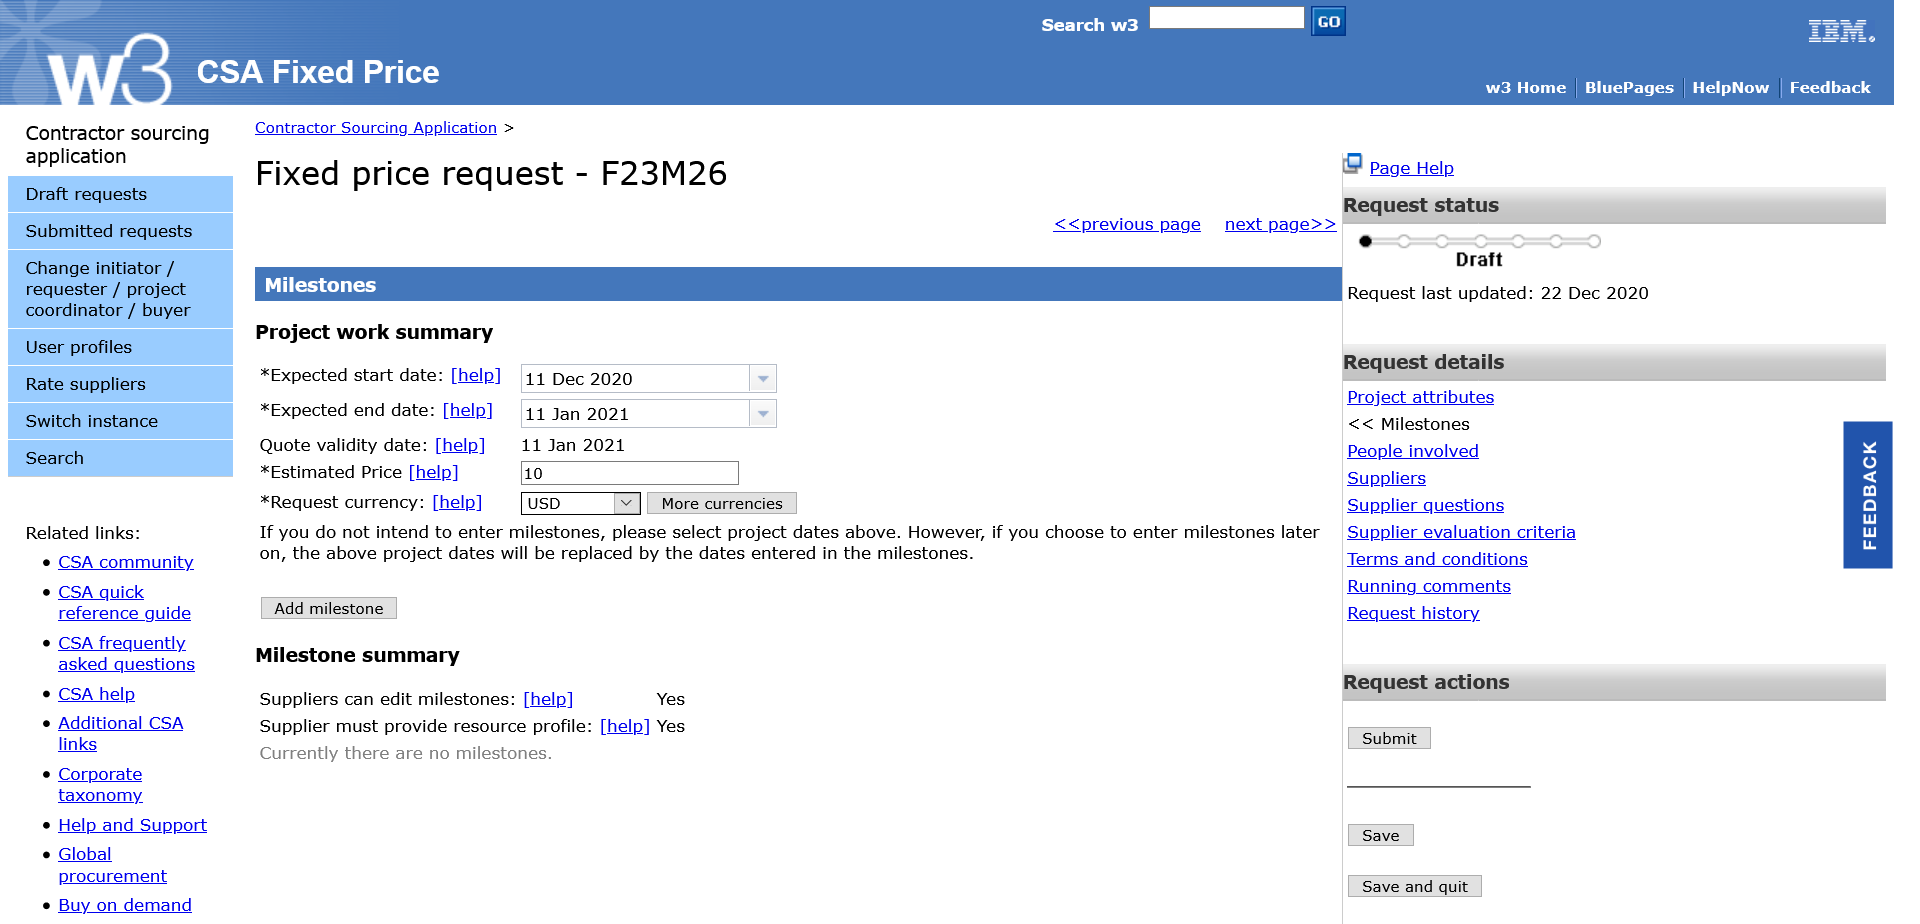 Search w3 GO
IBM.
w3 CSA Fixed Price
w3 Home BluePages HelpNow Feedback
Contractor sourcing
application
Draft requests
Submitted requests
Change initiator /
requester / project
coordinator / buyer
User profiles
Rate suppliers
Switch instance
Search
Related links:
• CSA community
• CSA quick
reference guide
• CSA frequently
asked questions
• CSA help
• Additional CSA
links
• Corporate
taxonomy
• Help and Support
• Global
procurement
• Buy on demand
Contractor Sourcing Application >
Fixed price request - F23M26
<<previous page next page>>
Milestones
Project work summary
*Expected start date: [help] 11 Dec 2020
*Expected end date: [help] 11 Jan 2021
Quote validity date: [help] 11 Jan 2021
*Estimated Price [help] 10
*Request currency: [help] USD More currencies
If you do not intend to enter milestones, please select project dates above. However, if you choose to enter milestones later
on, the above project dates will be replaced by the dates entered in the milestones.
Add milestone
Milestone summary
Suppliers can edit milestones: [help] Yes
Supplier must provide resource profile: [help] Yes
Currently there are no milestones.
Page Help
Request status
Draft
Request last updated: 22 Dec 2020
Request details
Project attributes
<< Milestones
People involved
Suppliers
Supplier questions
Supplier evaluation criteria
Terms and conditions
Running comments
Request history
Request actions
Submit
Save
Save and quit
FEEDBACK